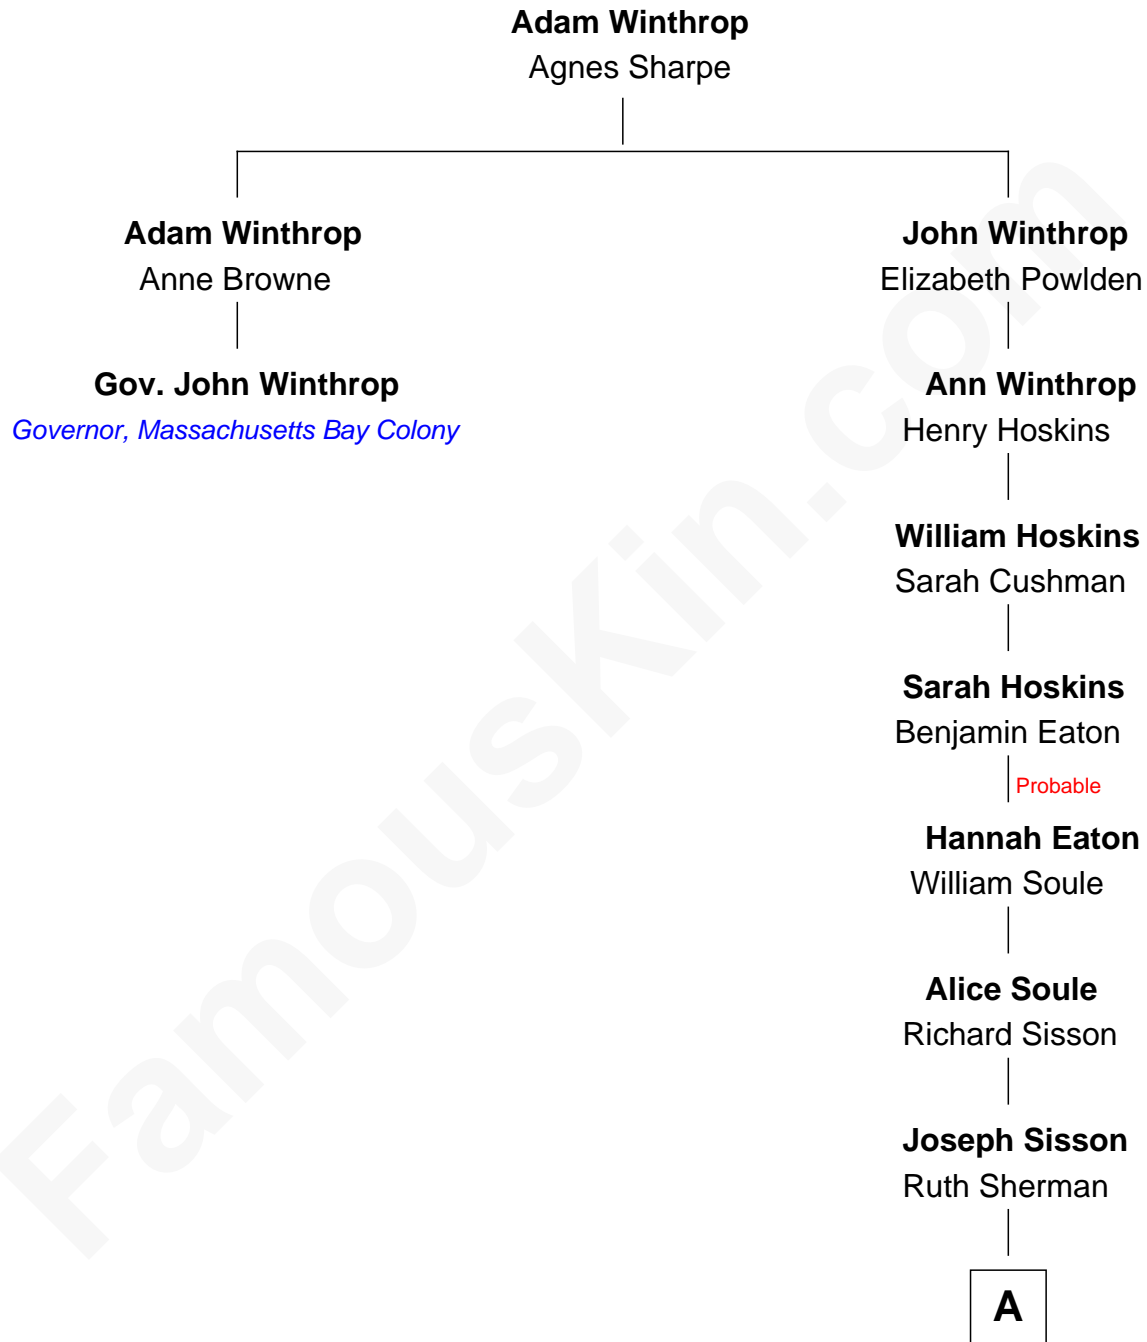 Adam Winthrop
Agnes Sharpe
Adam Winthrop
Anne Browne
Gov. John Winthrop
Governor, Massachusetts Bay Colony
John Winthrop
Elizabeth Powlden
Ann Winthrop
Henry Hoskins
William Hoskins
Sarah Cushman
Sarah Hoskins
Benjamin Eaton
Probable
Hannah Eaton
William Soule
Alice Soule
Richard Sisson
Joseph Sisson
Ruth Sherman
A
FamousKin.com